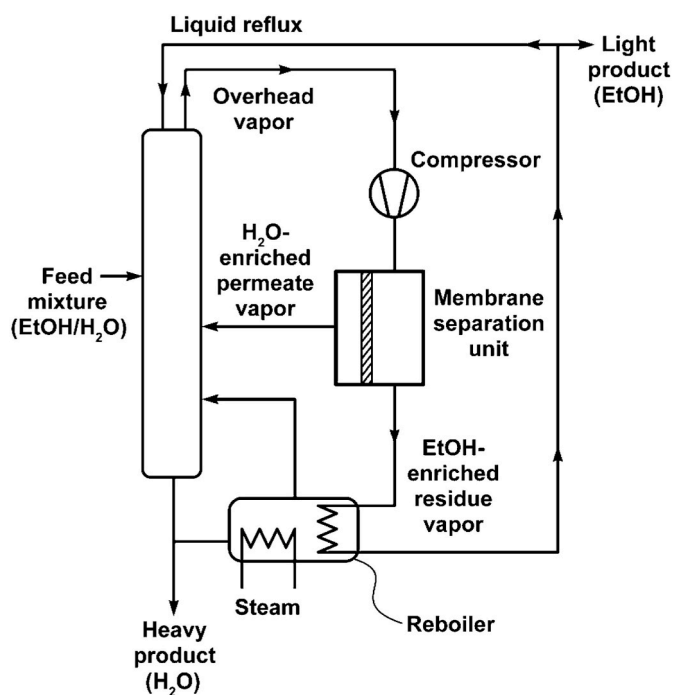 Liquid reflux
Light
product
(EtOH)
Overhead
vapor
Compressor
H₂O-
enriched
permeate
vapor
Feed
mixture
(EtOH/H₂O)
Membrane
separation
unit
EtOH-
enriched
residue
vapor
Steam
Reboiler
Heavy
product
(H₂O)